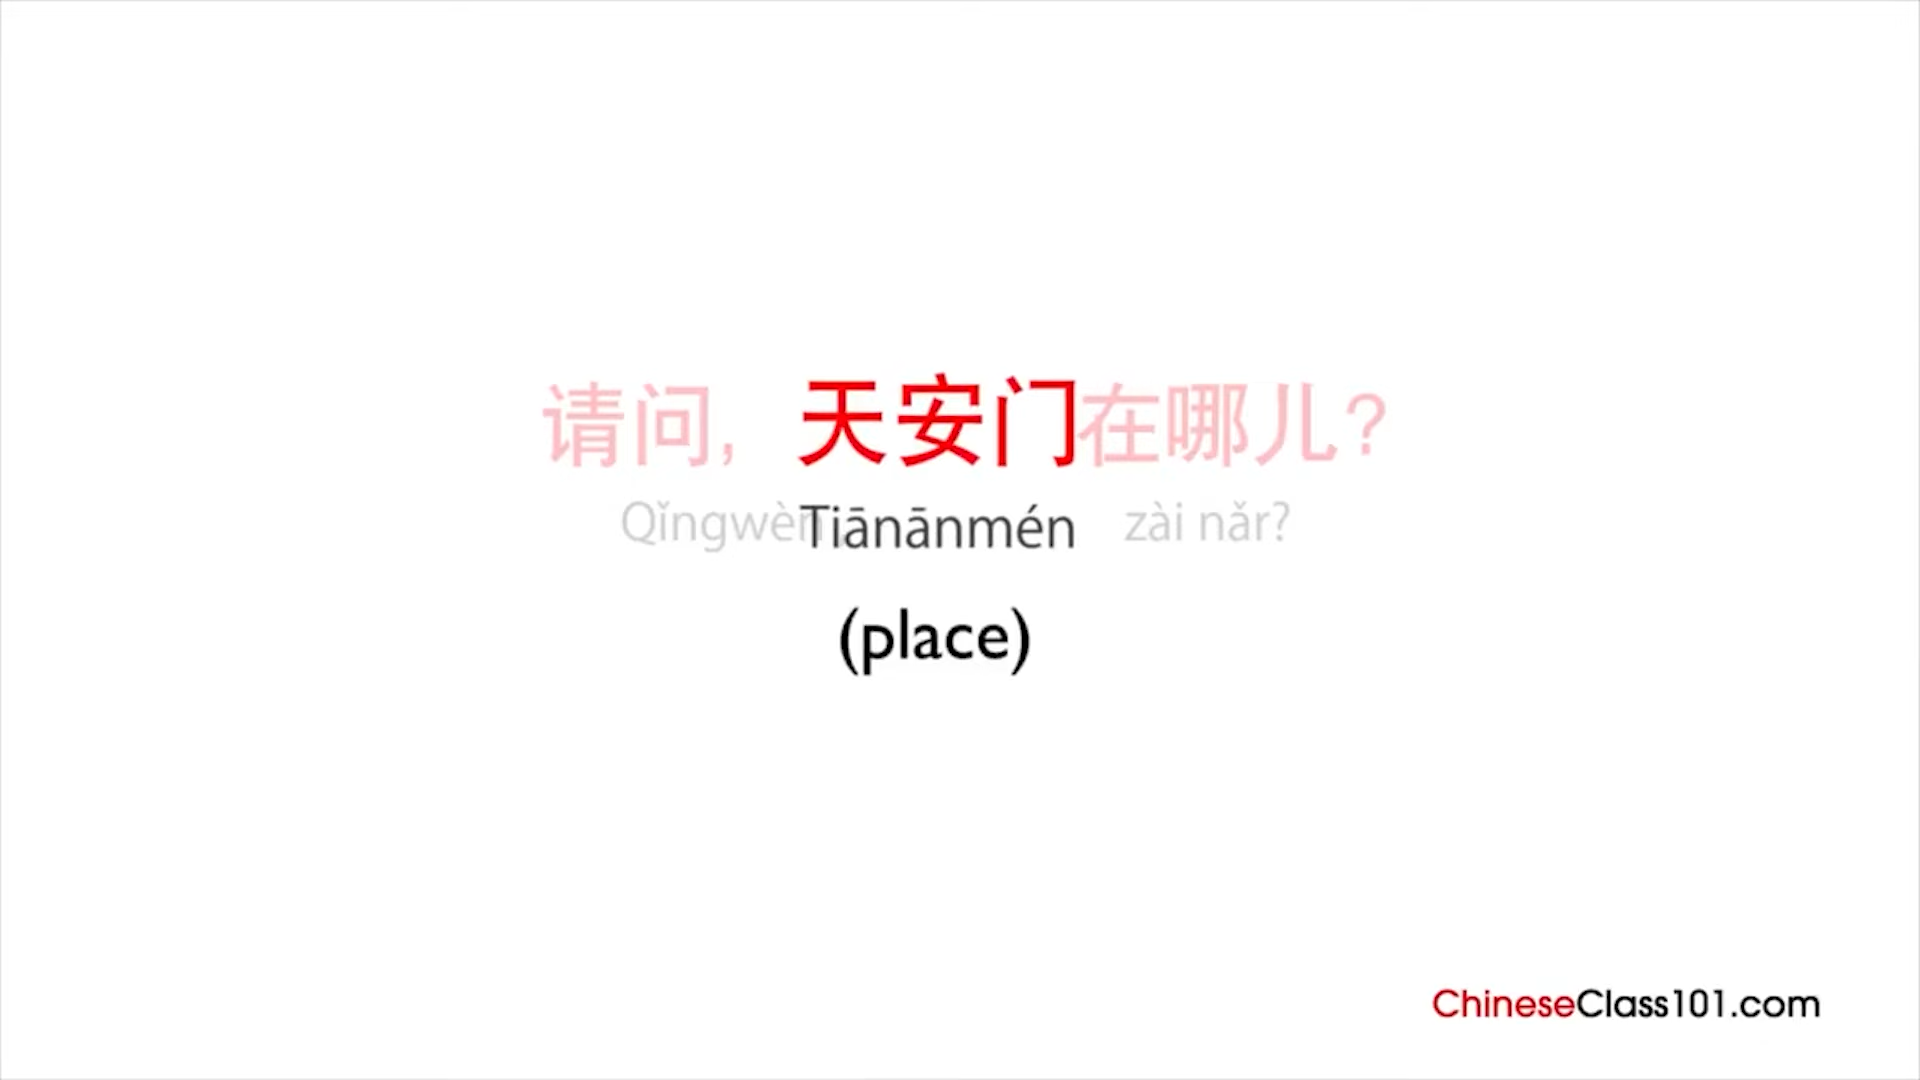 请问，天安门在哪儿？
Qǐngwèn, Tiānānmén zài nǎr?
(place)
ChineseClass101.com